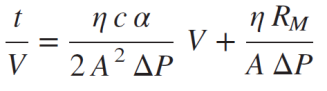 t/V = (η c α)/(2 A² ΔP) V + (η R_M)/(A ΔP)